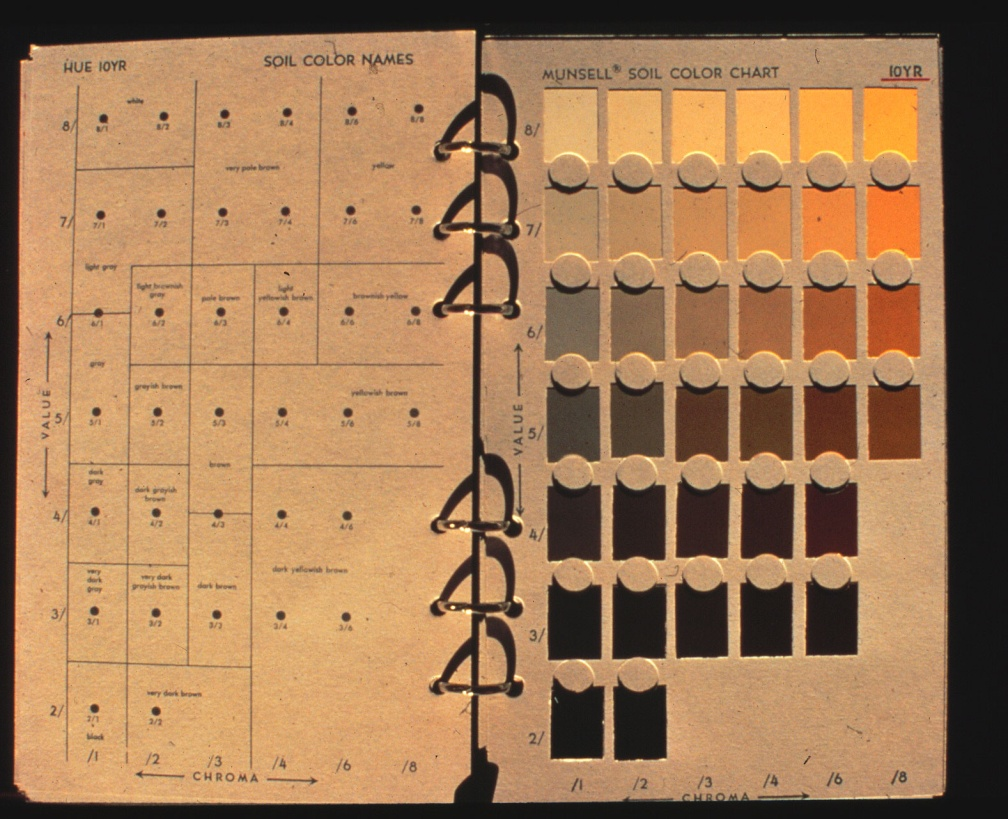 HUE 10YR
SOIL COLOR NAMES
white
8/ 8/1 8/2 8/3 8/4 8/6 8/8
very pale brown
yellow
7/ 7/1 7/2 7/3 7/4 7/6 7/8
light gray
light brownish gray
pale brown
light yellowish brown
brownish yellow
6/ 6/1 6/2 6/3 6/4 6/6 6/8
gray
grayish brown
yellowish brown
5/ 5/1 5/2 5/3 5/4 5/6 5/8
brown
dark gray
dark grayish brown
4/ 4/1 4/2 4/3 4/4 4/6
very dark gray
very dark grayish brown
dark brown
dark yellowish brown
3/ 3/1 3/2 3/3 3/4 3/6
very dark brown
2/ 2/1 2/2
black
/1 /2 /3 /4 /6 /8
VALUE
CHROMA
MUNSELL® SOIL COLOR CHART
10YR
8/
7/
6/
5/
4/
3/
2/
VALUE
/1 /2 /3 /4 /6 /8
CHROMA